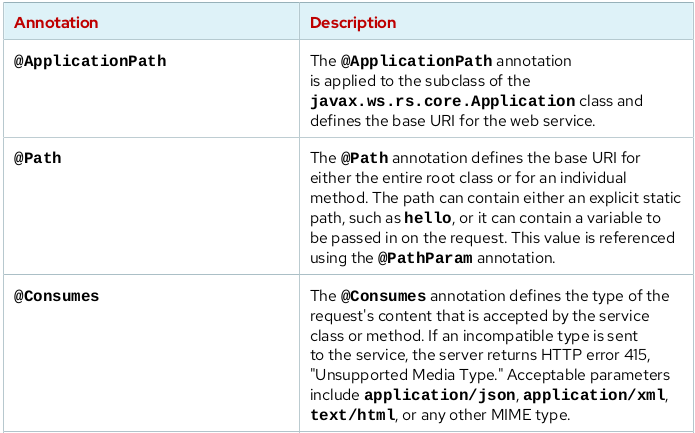 Annotation Description
@ApplicationPath The @ApplicationPath annotation
is applied to the subclass of the
javax.ws.rs.core.Application class and
defines the base URI for the web service.
@Path The @Path annotation defines the base URI for
either the entire root class or for an individual
method. The path can contain either an explicit static
path, such as hello, or it can contain a variable to
be passed in on the request. This value is referenced
using the @PathParam annotation.
@Consumes The @Consumes annotation defines the type of the
request's content that is accepted by the service
class or method. If an incompatible type is sent
to the service, the server returns HTTP error 415,
"Unsupported Media Type." Acceptable parameters
include application/json, application/xml,
text/html, or any other MIME type.